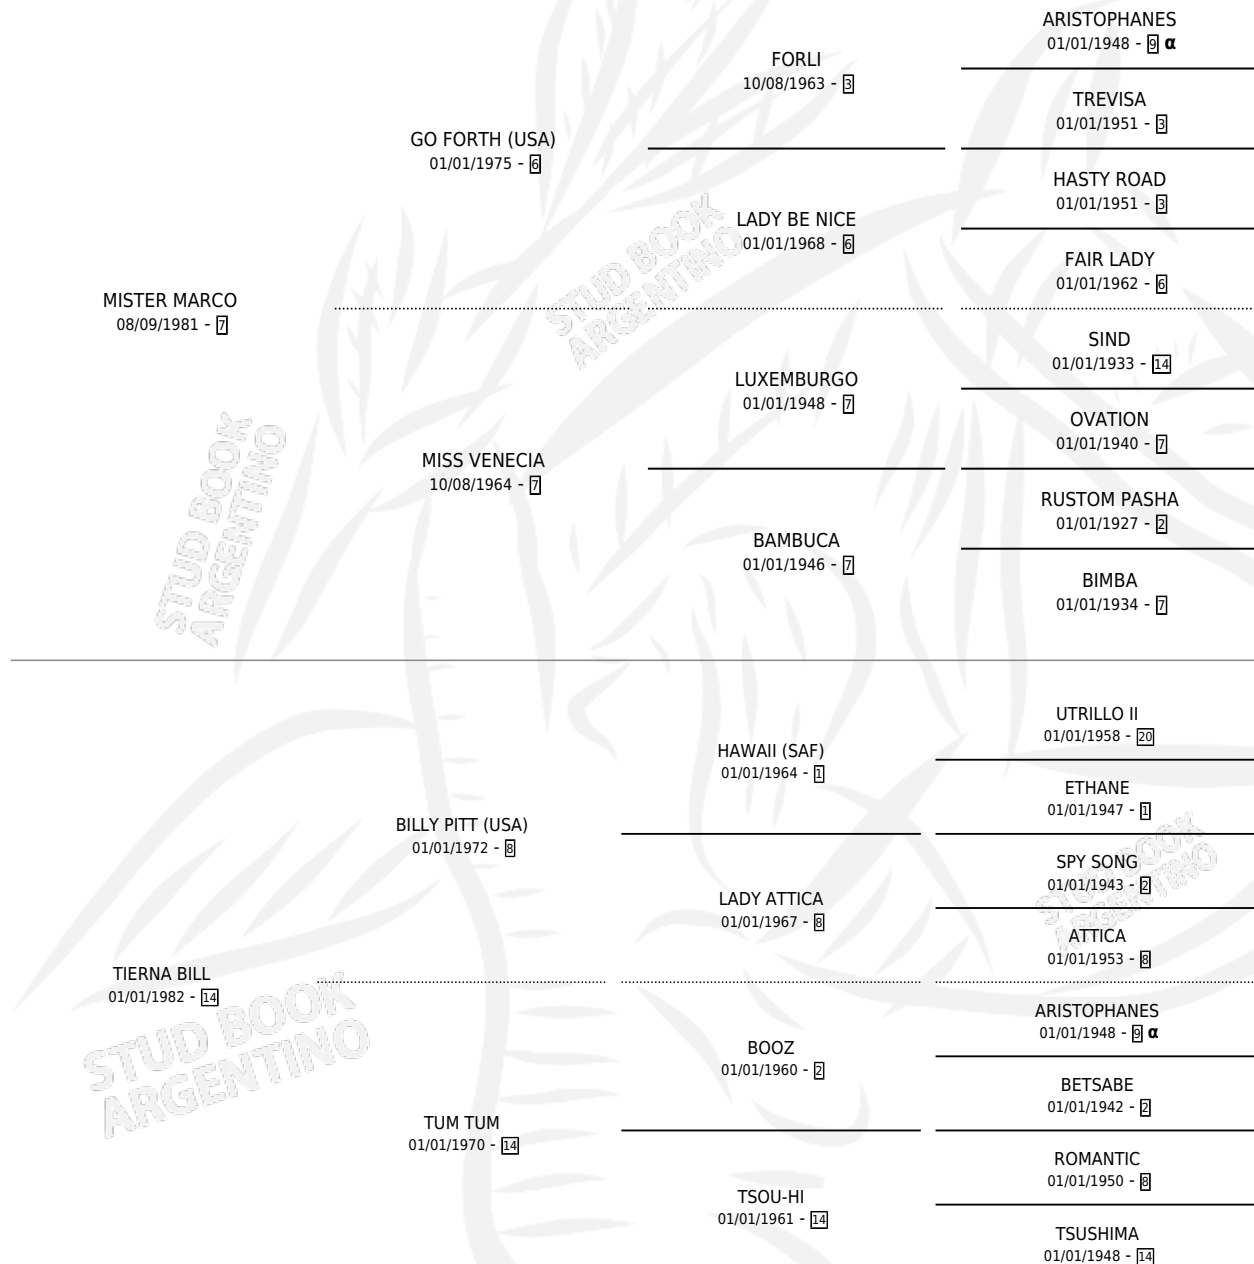 ARISTOPHANES
01/01/1948 - 9 α
FORLI
10/08/1963 - 3
TREVISA
01/01/1951 - 3
GO FORTH (USA)
01/01/1975 - 6
HASTY ROAD
01/01/1951 - 3
LADY BE NICE
01/01/1968 - 6
FAIR LADY
01/01/1962 - 6
MISTER MARCO
08/09/1981 - 7
SIND
01/01/1933 - 14
LUXEMBURGO
01/01/1948 - 7
OVATION
01/01/1940 - 7
MISS VENECIA
10/08/1964 - 7
RUSTOM PASHA
01/01/1927 - 2
BAMBUCA
01/01/1946 - 7
BIMBA
01/01/1934 - 7
UTRILLO II
01/01/1958 - 20
HAWAII (SAF)
01/01/1964 - 1
ETHANE
01/01/1947 - 1
BILLY PITT (USA)
01/01/1972 - 8
SPY SONG
01/01/1943 - 2
LADY ATTICA
01/01/1967 - 8
ATTICA
01/01/1953 - 8
TIERNA BILL
01/01/1982 - 14
ARISTOPHANES
01/01/1948 - 9 α
BOOZ
01/01/1960 - 2
BETSABE
01/01/1942 - 2
TUM TUM
01/01/1970 - 14
ROMANTIC
01/01/1950 - 8
TSOU-HI
01/01/1961 - 14
TSUSHIMA
01/01/1948 - 14
STUD BOOK
ARGENTINO
STUD BOOK
ARGENTINO
STUD BOOK
ARGENTINO
STUD BOOK
ARGENTINO